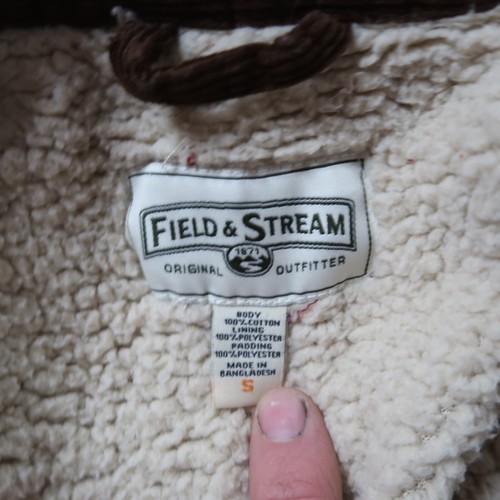 FIELD & STREAM
1871
ORIGINAL OUTFITTER
BODY
100%COTTON
LINING
100%POLYESTER
PADDING
100%POLYESTER
MADE IN
BANGLADESH
S